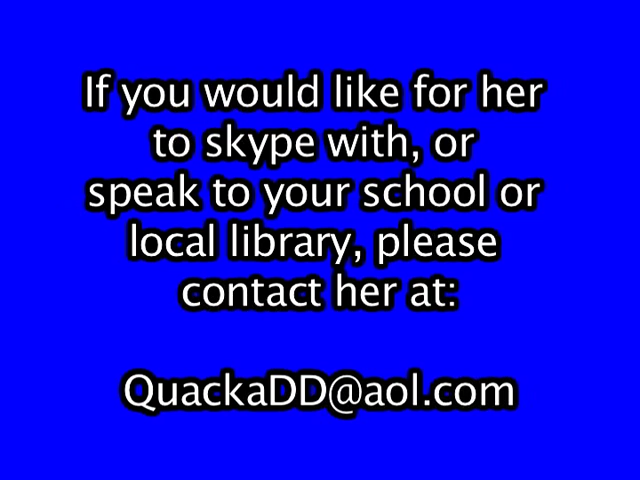 If you would like for her
to skype with, or
speak to your school or
local library, please
contact her at:
QuackaDD@aol.com